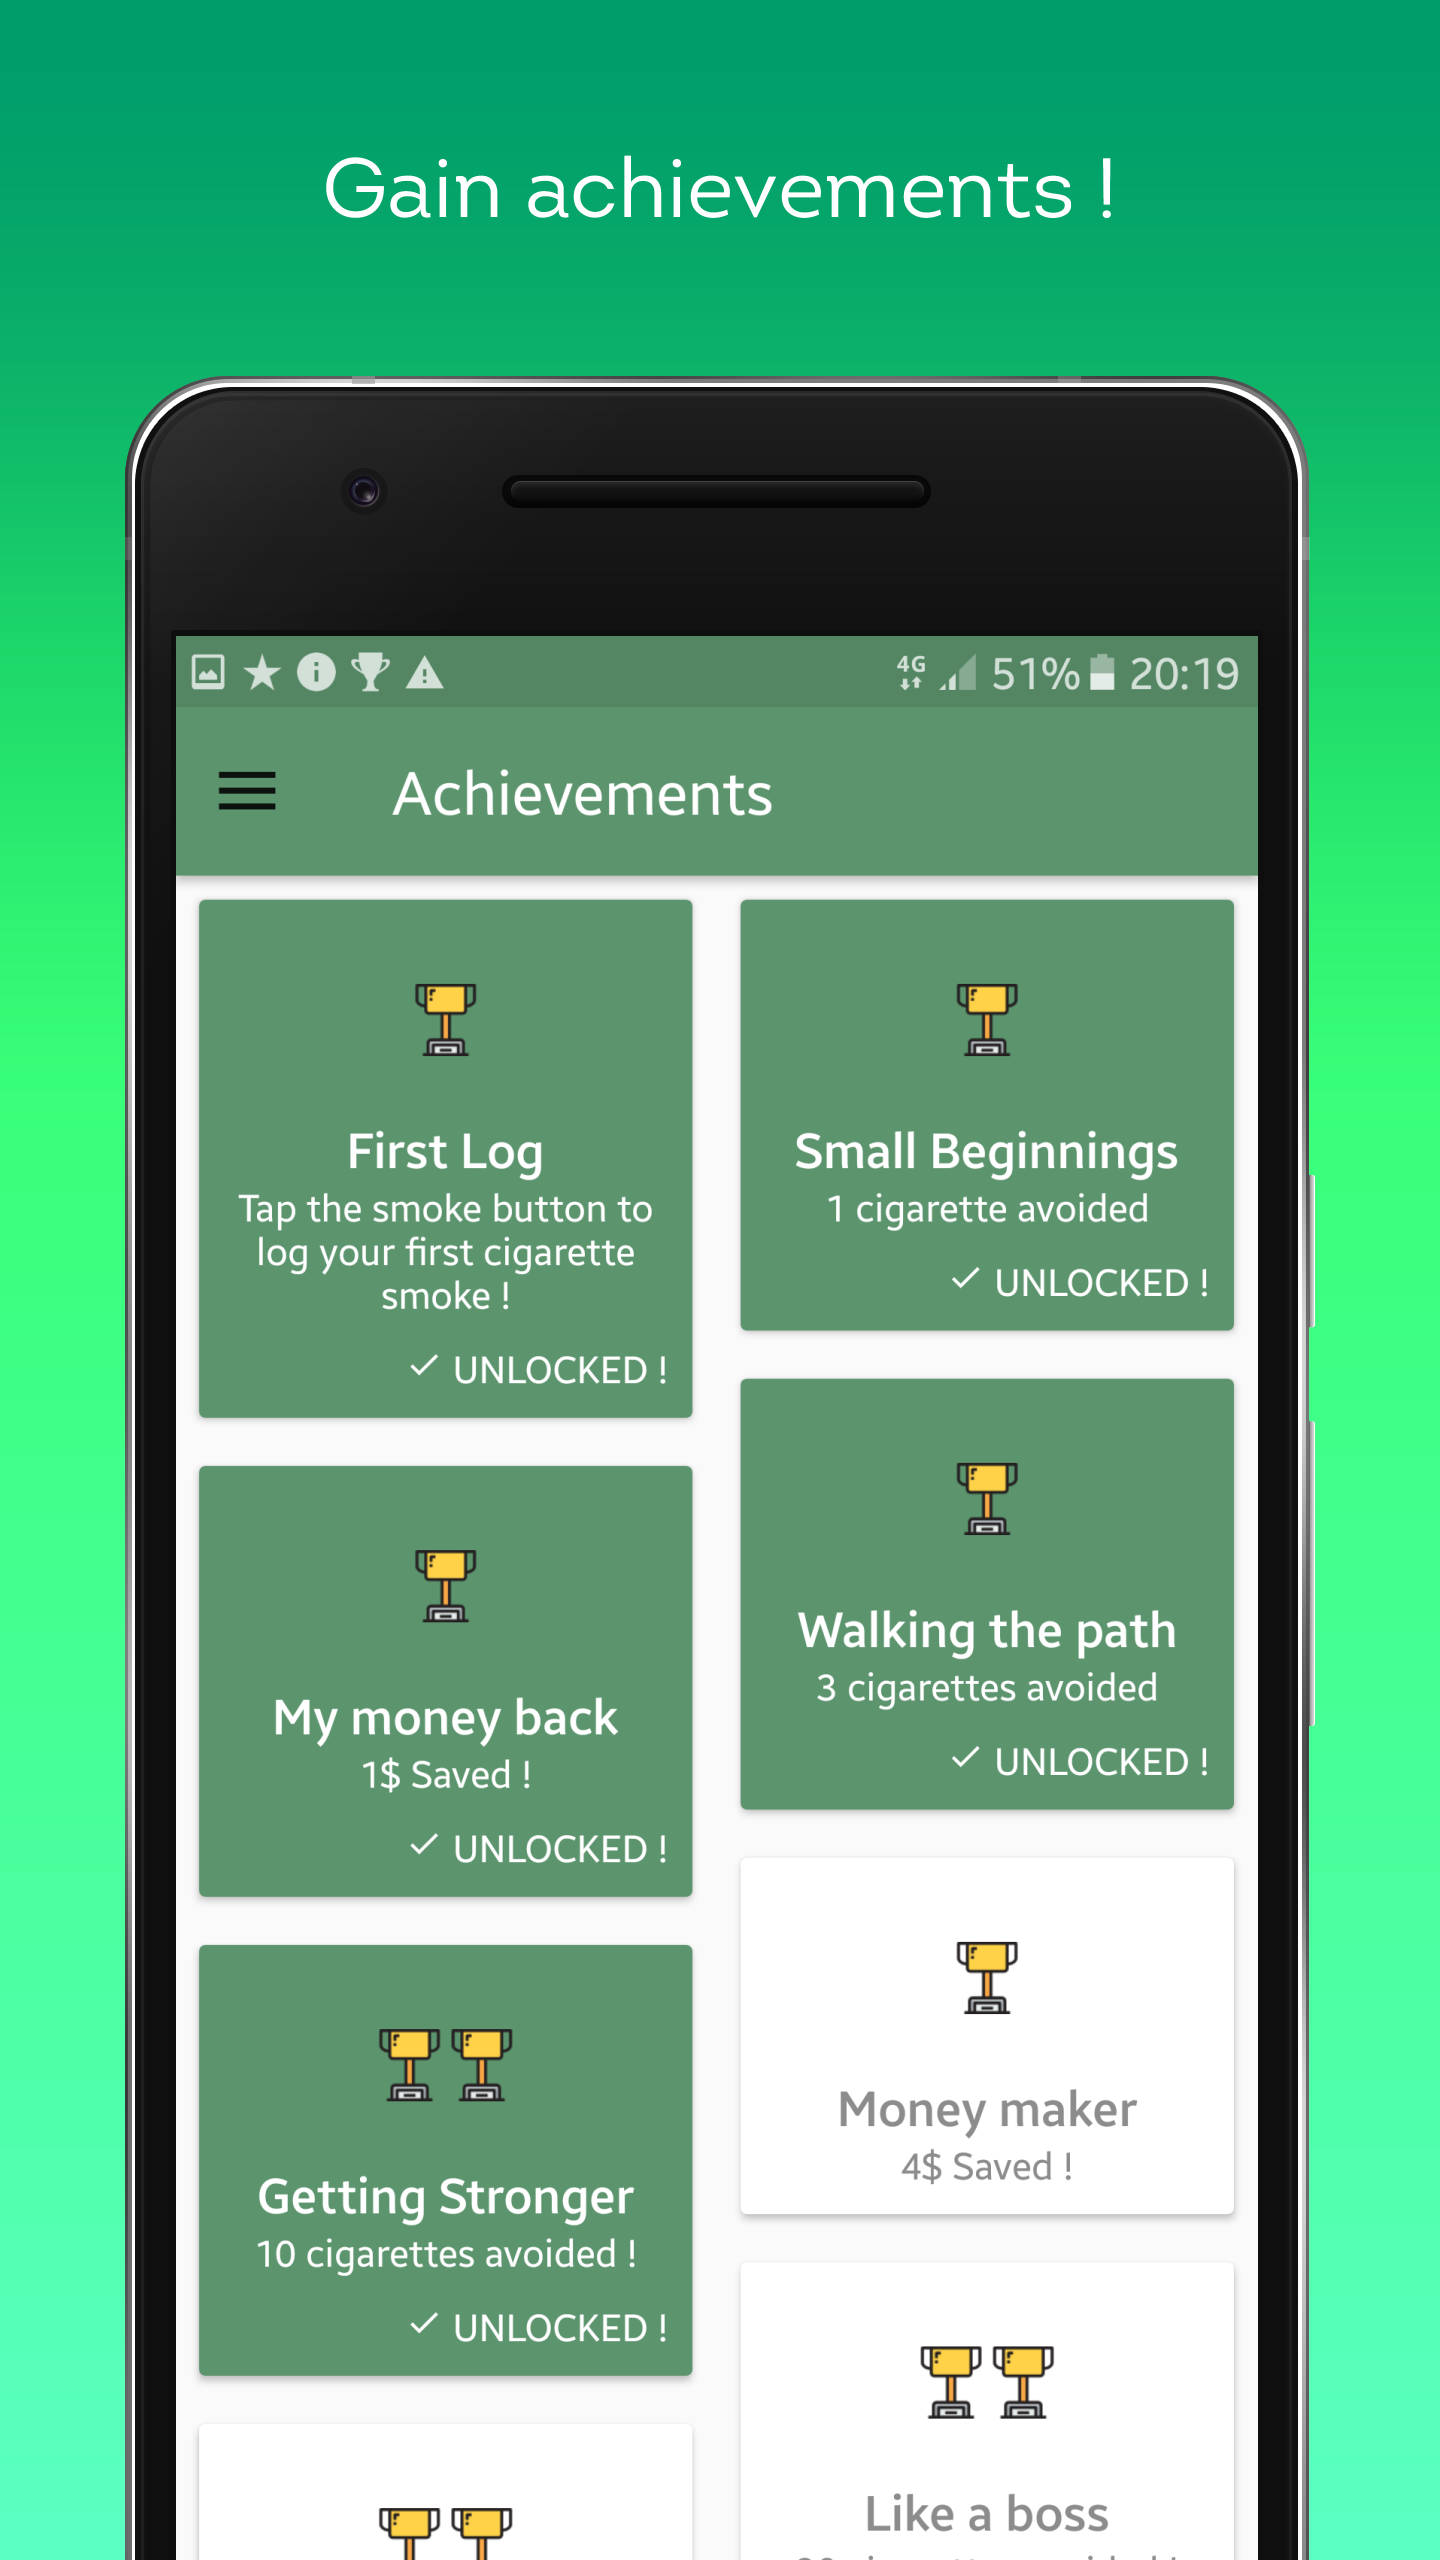 Gain achievements !
4G 51% 20:19
Achievements
First Log
Tap the smoke button to
log your first cigarette
smoke !
UNLOCKED !
Small Beginnings
1 cigarette avoided
UNLOCKED !
My money back
1$ Saved !
UNLOCKED !
Walking the path
3 cigarettes avoided
UNLOCKED !
Getting Stronger
10 cigarettes avoided !
UNLOCKED !
Money maker
4$ Saved !
Like a boss